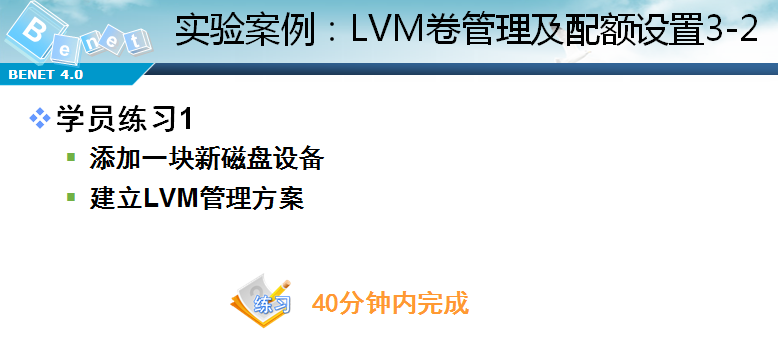 Benet
实验案例：LVM卷管理及配额设置3-2
BENET 4.0
学员练习1
添加一块新磁盘设备
建立LVM管理方案
练习
40分钟内完成